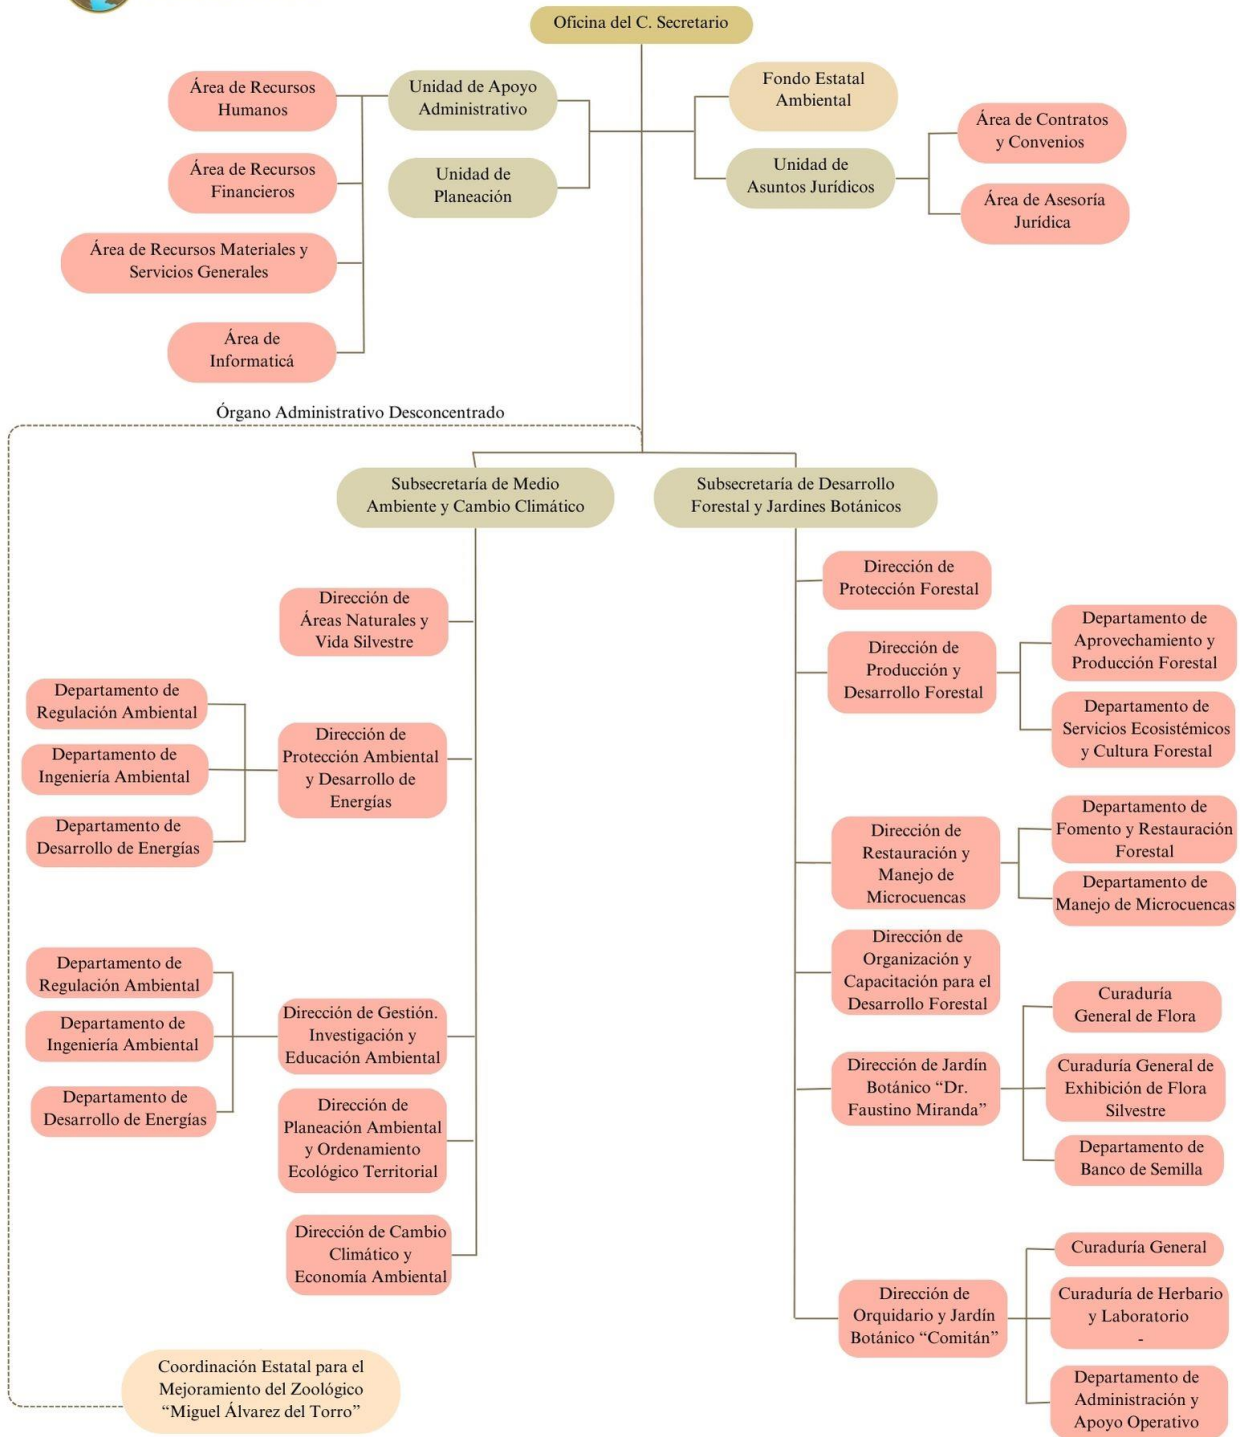 Oficina del C. Secretario
Área de Recursos
Humanos
Unidad de Apoyo
Administrativo
Fondo Estatal
Ambiental
Área de Contratos
y Convenios
Área de Recursos
Financieros
Unidad de
Planeación
Unidad de
Asuntos Jurídicos
Área de Asesoría
Jurídica
Área de Recursos Materiales y
Servicios Generales
Área de
Informaticá
Órgano Administrativo Desconcentrado
Subsecretaría de Medio
Ambiente y Cambio Climático
Subsecretaría de Desarrollo
Forestal y Jardines Botánicos
Dirección de
Áreas Naturales y
Vida Silvestre
Departamento de
Regulación Ambiental
Departamento de
Ingeniería Ambiental
Departamento de
Desarrollo de Energías
Dirección de
Protección Ambiental
y Desarrollo de
Energías
Departamento de
Regulación Ambiental
Departamento de
Ingeniería Ambiental
Departamento de
Desarrollo de Energías
Dirección de Gestión.
Investigación y
Educación Ambiental
Dirección de
Planeación Ambiental
y Ordenamiento
Ecológico Territorial
Dirección de Cambio
Climático y
Economía Ambiental
Coordinación Estatal para el
Mejoramiento del Zoológico
“Miguel Álvarez del Torro”
Dirección de
Protección Forestal
Dirección de
Producción y
Desarrollo Forestal
Departamento de
Aprovechamiento y
Producción Forestal
Departamento de
Servicios Ecosistémicos
y Cultura Forestal
Dirección de
Restauración y
Manejo de
Microcuencas
Departamento de
Fomento y Restauración
Forestal
Departamento de
Manejo de Microcuencas
Dirección de
Organización y
Capacitación para el
Desarrollo Forestal
Dirección de Jardín
Botánico “Dr.
Faustino Miranda”
Curaduría
General de Flora
Curaduría General de
Exhibición de Flora
Silvestre
Departamento de
Banco de Semilla
Dirección de
Orquidario y Jardín
Botánico “Comitán”
Curaduría General
Curaduría de Herbario
y Laboratorio
-
Departamento de
Administración y
Apoyo Operativo